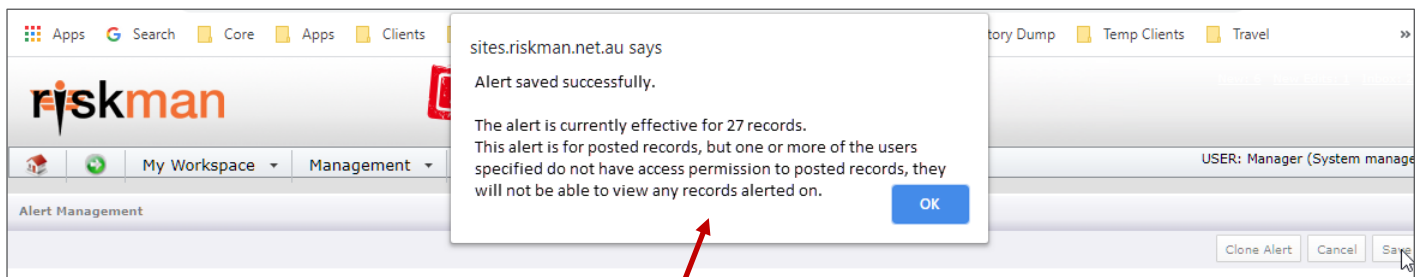 Apps Search Core Apps Clients tory Dump Temp Clients Travel »
sites.riskman.net.au says
Alert saved successfully.
riskman
The alert is currently effective for 27 records.
This alert is for posted records, but one or more of the users
specified do not have access permission to posted records, they
will not be able to view any records alerted on.
OK
My Workspace Management USER: Manager (System manage
Alert Management
Clone Alert Cancel Save